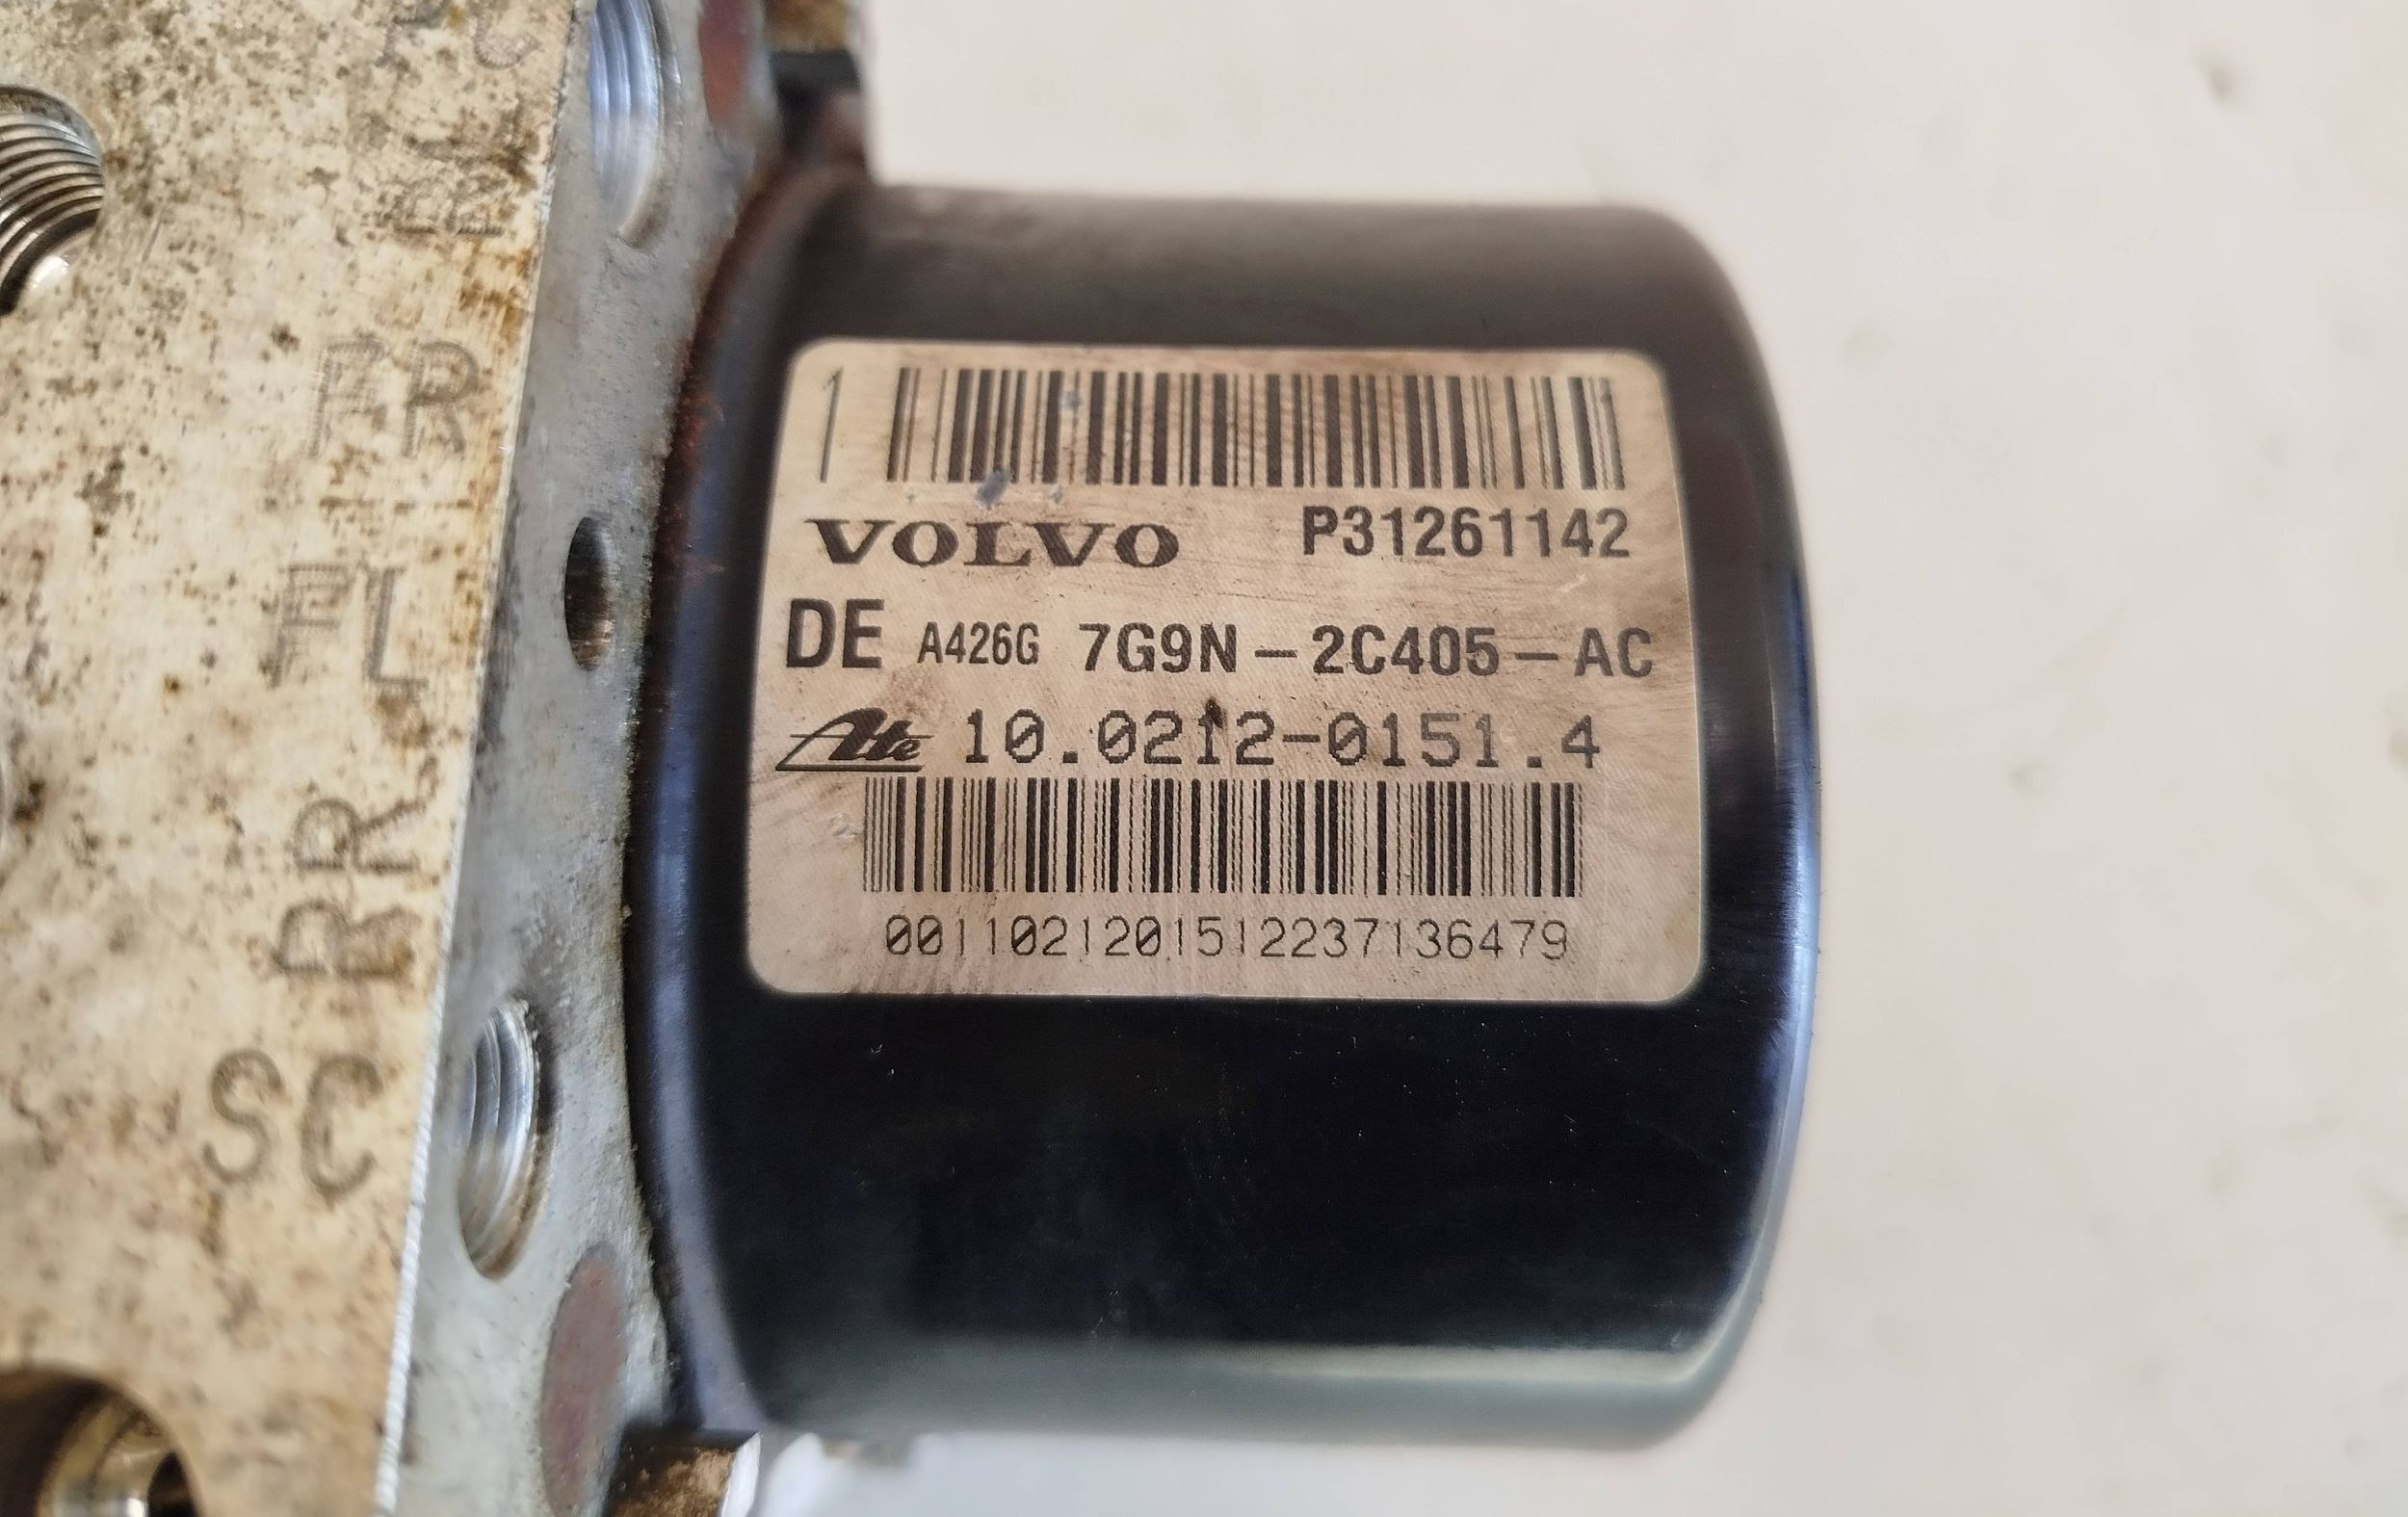 FR
FL
RR
SC
1
VOLVO P31261142
DE A426G 7G9N-2C405-AC
Ate 10.0212-0151.4
0011021201512237136479